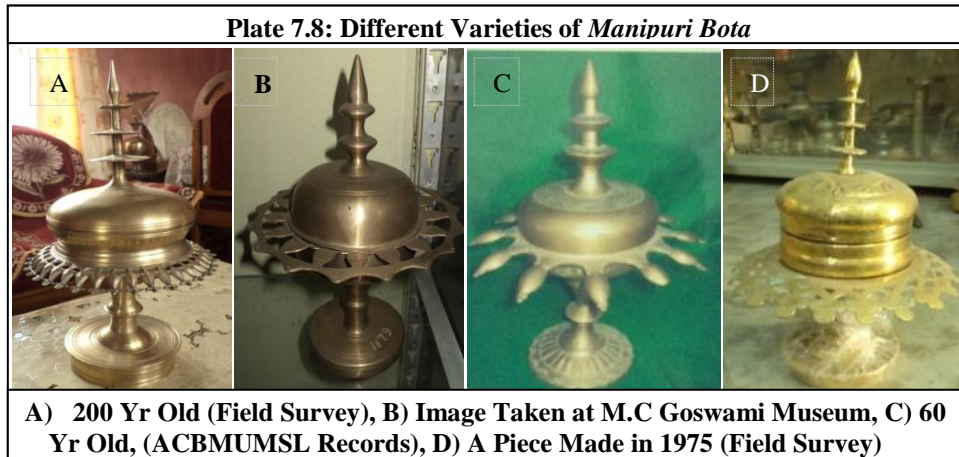 Plate 7.8: Different Varieties of Manipuri Bota
A
B
C
D
A) 200 Yr Old (Field Survey), B) Image Taken at M.C Goswami Museum, C) 60
Yr Old, (ACBMUMSL Records), D) A Piece Made in 1975 (Field Survey)